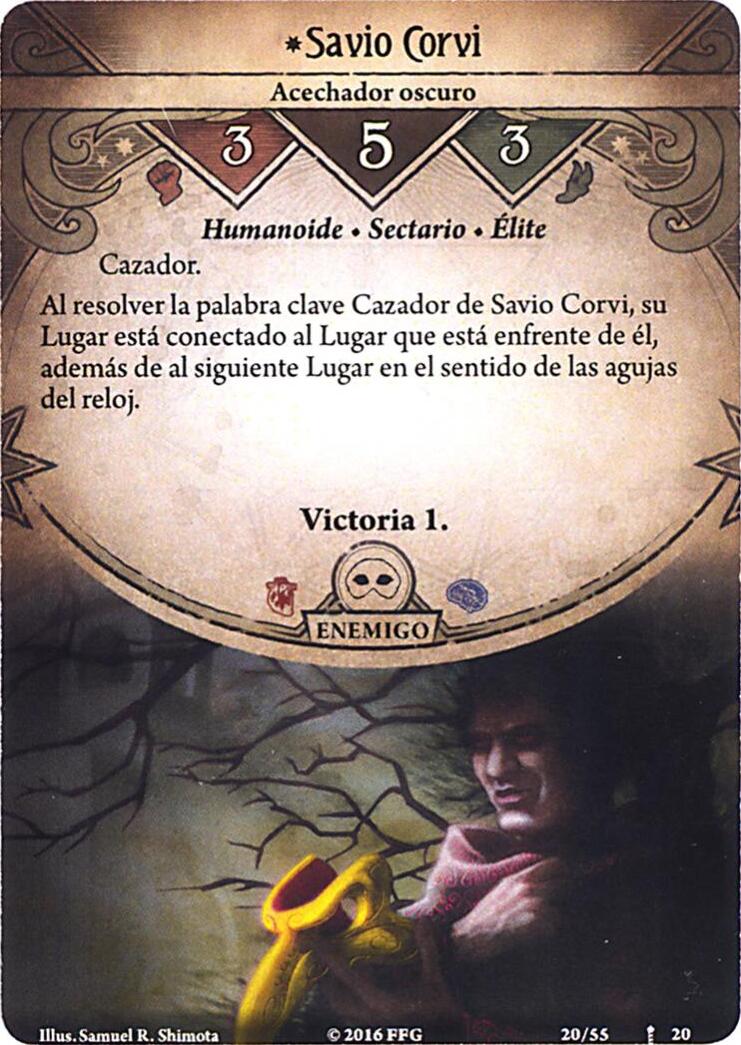 Savio Corvi
Acechador oscuro
3 5 3
Humanoide • Sectario • Élite
Cazador.
Al resolver la palabra clave Cazador de Savio Corvi, su
Lugar está conectado al Lugar que está enfrente de él,
además de al siguiente Lugar en el sentido de las agujas
del reloj.
Victoria 1.
ENEMIGO
Illus. Samuel R. Shimota © 2016 FFG 20/55 20